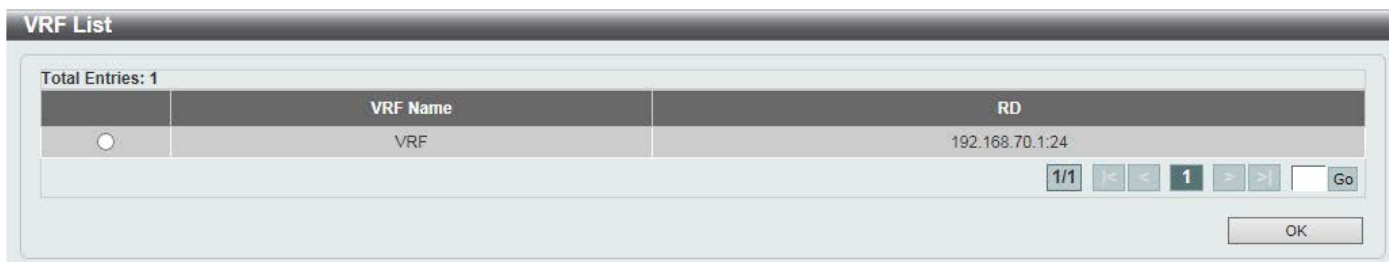 VRF List
Total Entries: 1
VRF Name RD
VRF 192.168.70.1:24
1/1 |< < 1 > >| Go
OK